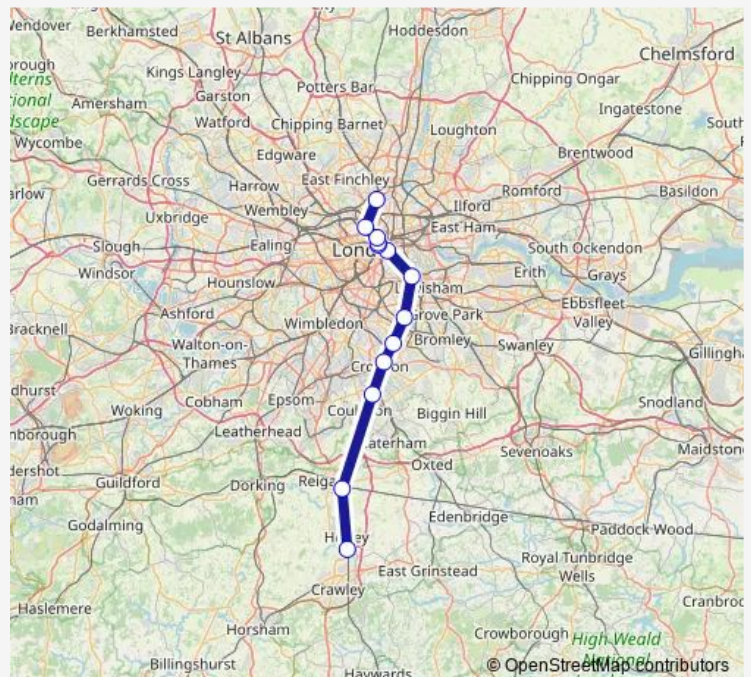 Wendover
Berkhamsted
St Albans
Hoddesdon
Chelmsford
Kings Langley
Chipping Ongar
Potters Bar
Garston
Amersham
Ingatestone
Watford
Chipping Barnet
Loughton
Wycombe
Edgware
Brentwood
Gerrards Cross
Harrow
East Finchley
Romford
Basildon
Wembley
Ilford
Uxbridge
East Ham
Slough
Ealing
South Ockendon
Windsor
Erith
Grays
Hounslow
Ebbsfleet
Valley
Ashford
Grove Park
Wimbledon
Bracknell
Bromley
Swanley
Walton-on-
Thames
Cobham
Epsom
Snodland
Woking
Biggin Hill
Leatherhead
Sevenoaks
Oxted
Guildford
Dorking
Edenbridge
Godalming
Paddock Wood
Royal Tunbridge
Wells
East Grinstead
Crawley
Haslemere
Horsham
Crowborough
High Weald
National
Billingshurst
Haywards
© OpenStreetMap contributors